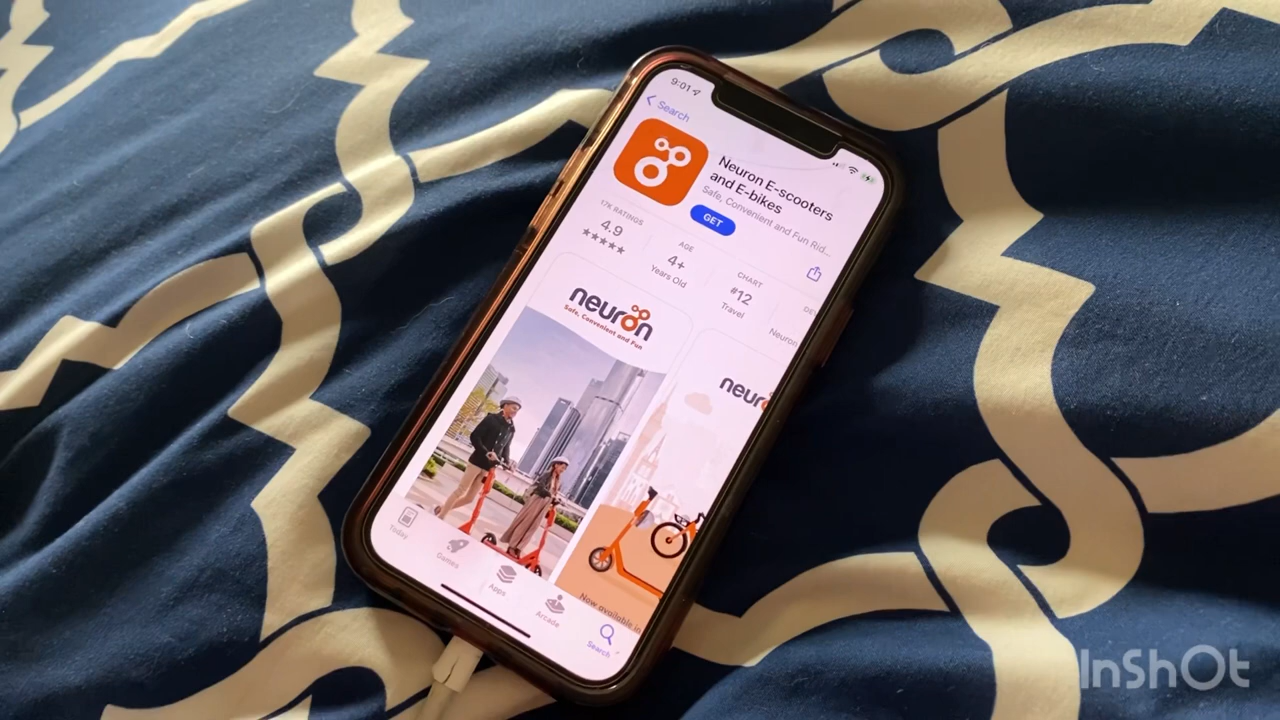 9:01
Search
Neuron E-scooters
and E-bikes
Safe, Convenient and Fun Rid...
GET
17K RATINGS
4.9
★★★★★
AGE
4+
Years Old
CHART
#12
Travel
DE
Neuron
neuron
Safe, Convenient and Fun
neur
Now available in
Today
Games
Apps
Arcade
Search
InShOt